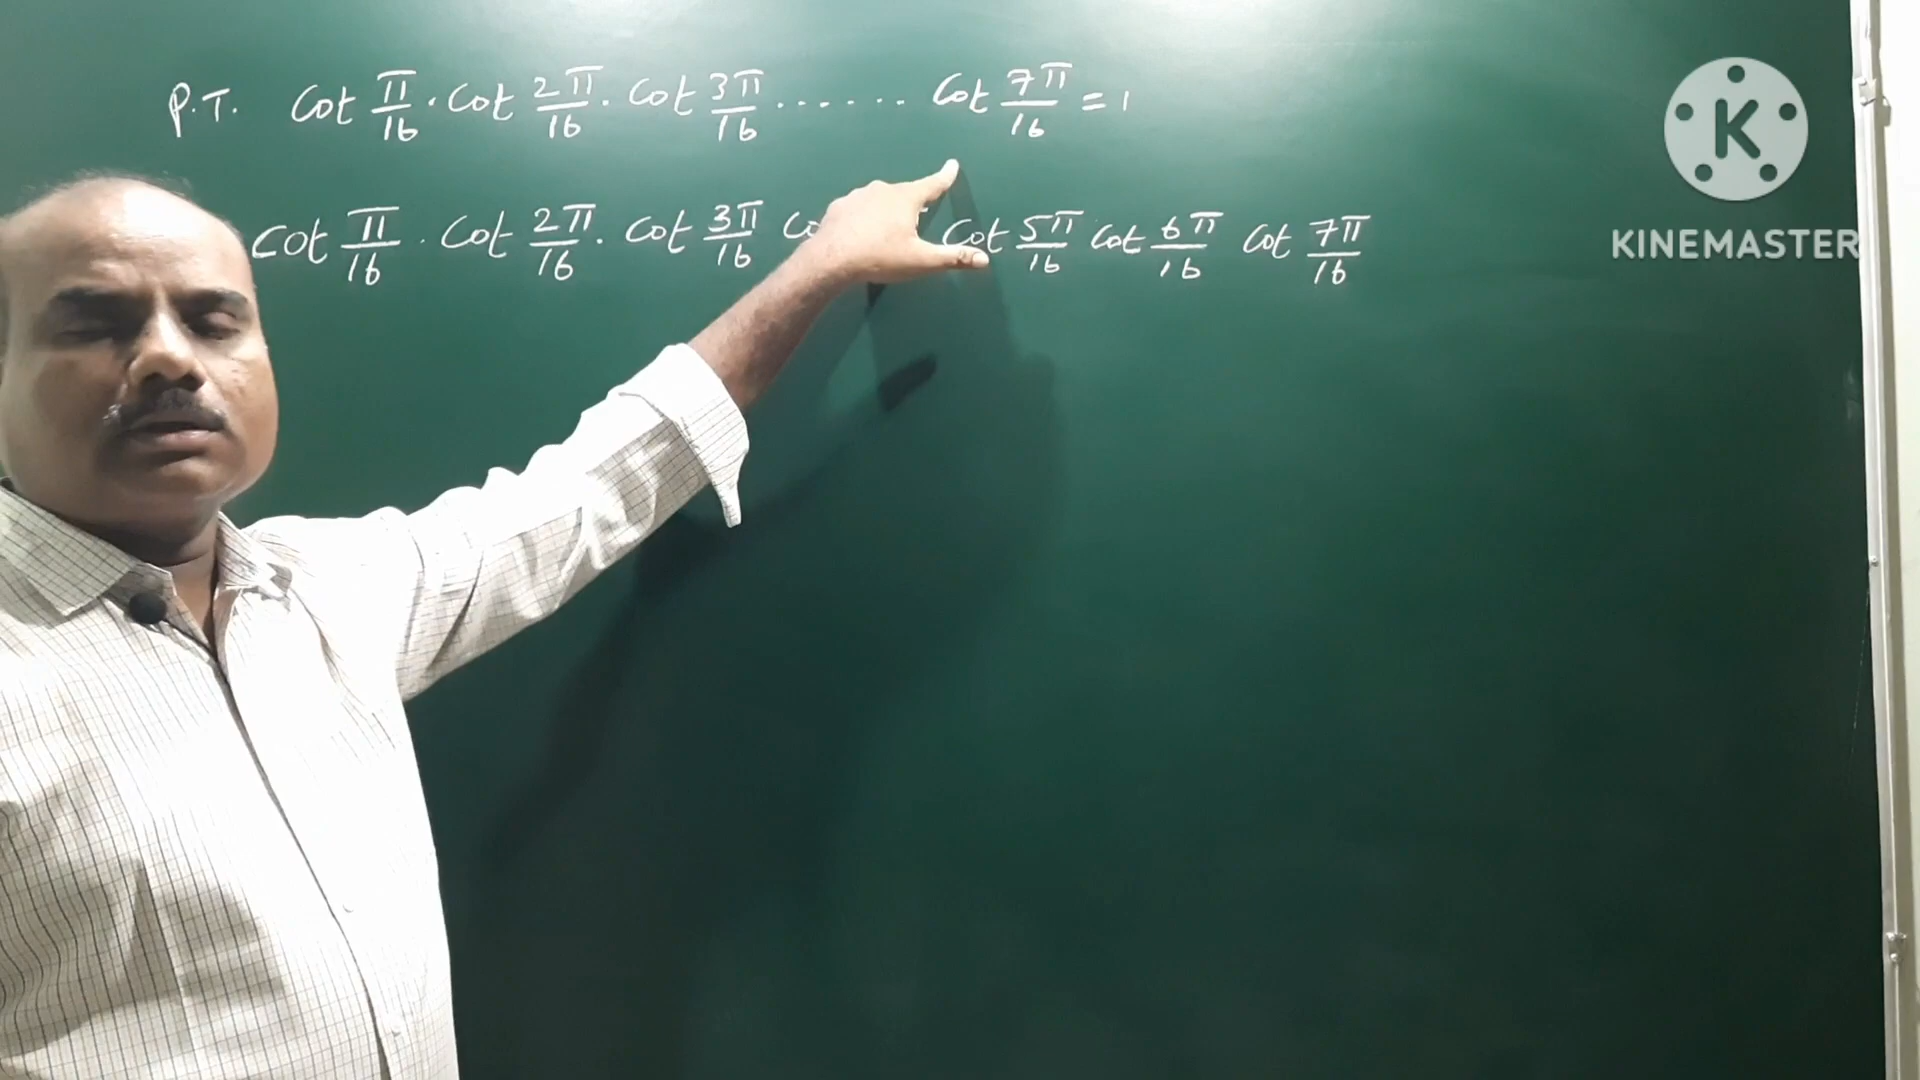 P.T. Cot π/16 · Cot 2π/16 · Cot 3π/16 ....... Cot 7π/16 = 1
Cot π/16 · Cot 2π/16 · Cot 3π/16 Cot 5π/16 Cot 6π/16 Cot 7π/16
K
KINEMASTER